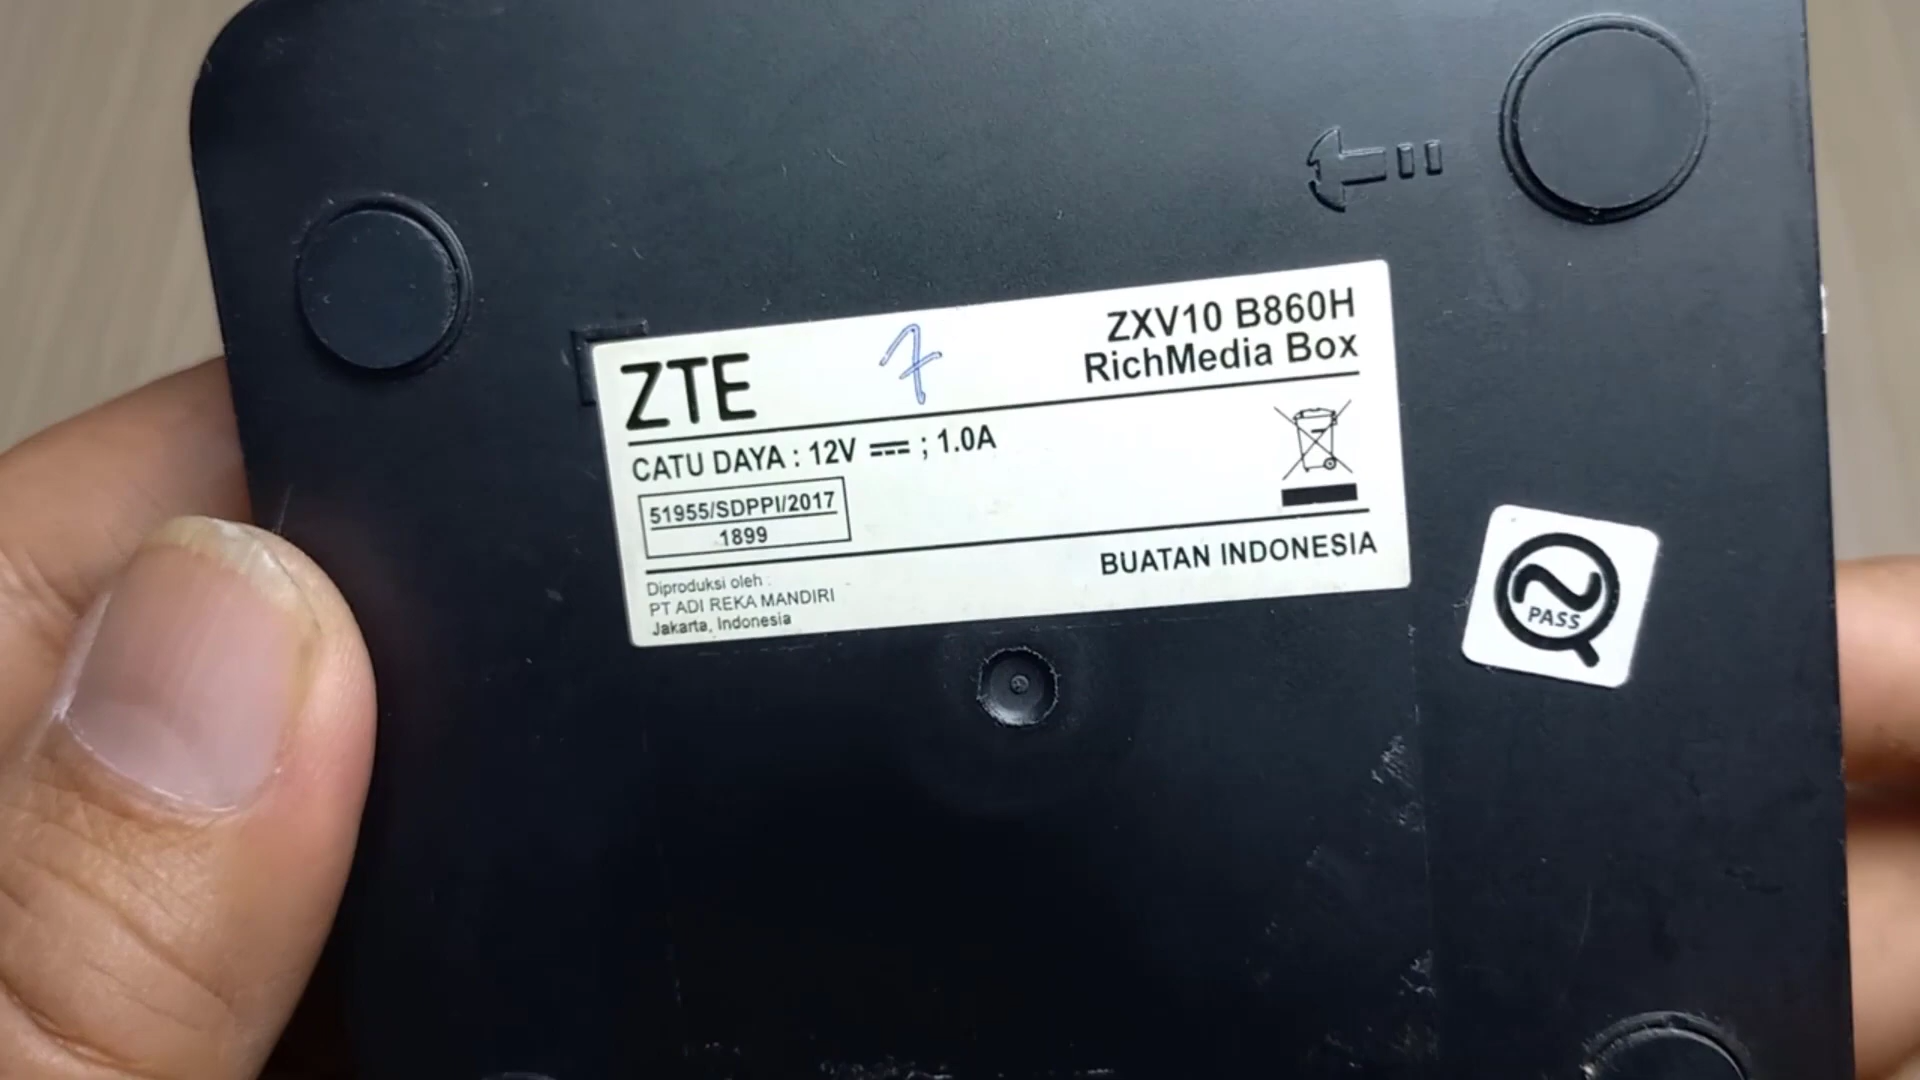 ZTE
7
ZXV10 B860H
RichMedia Box
CATU DAYA : 12V ⎓ ; 1.0A
51955/SDPPI/2017
1899
Diproduksi oleh :
PT ADI REKA MANDIRI
Jakarta, Indonesia
BUATAN INDONESIA
PASS